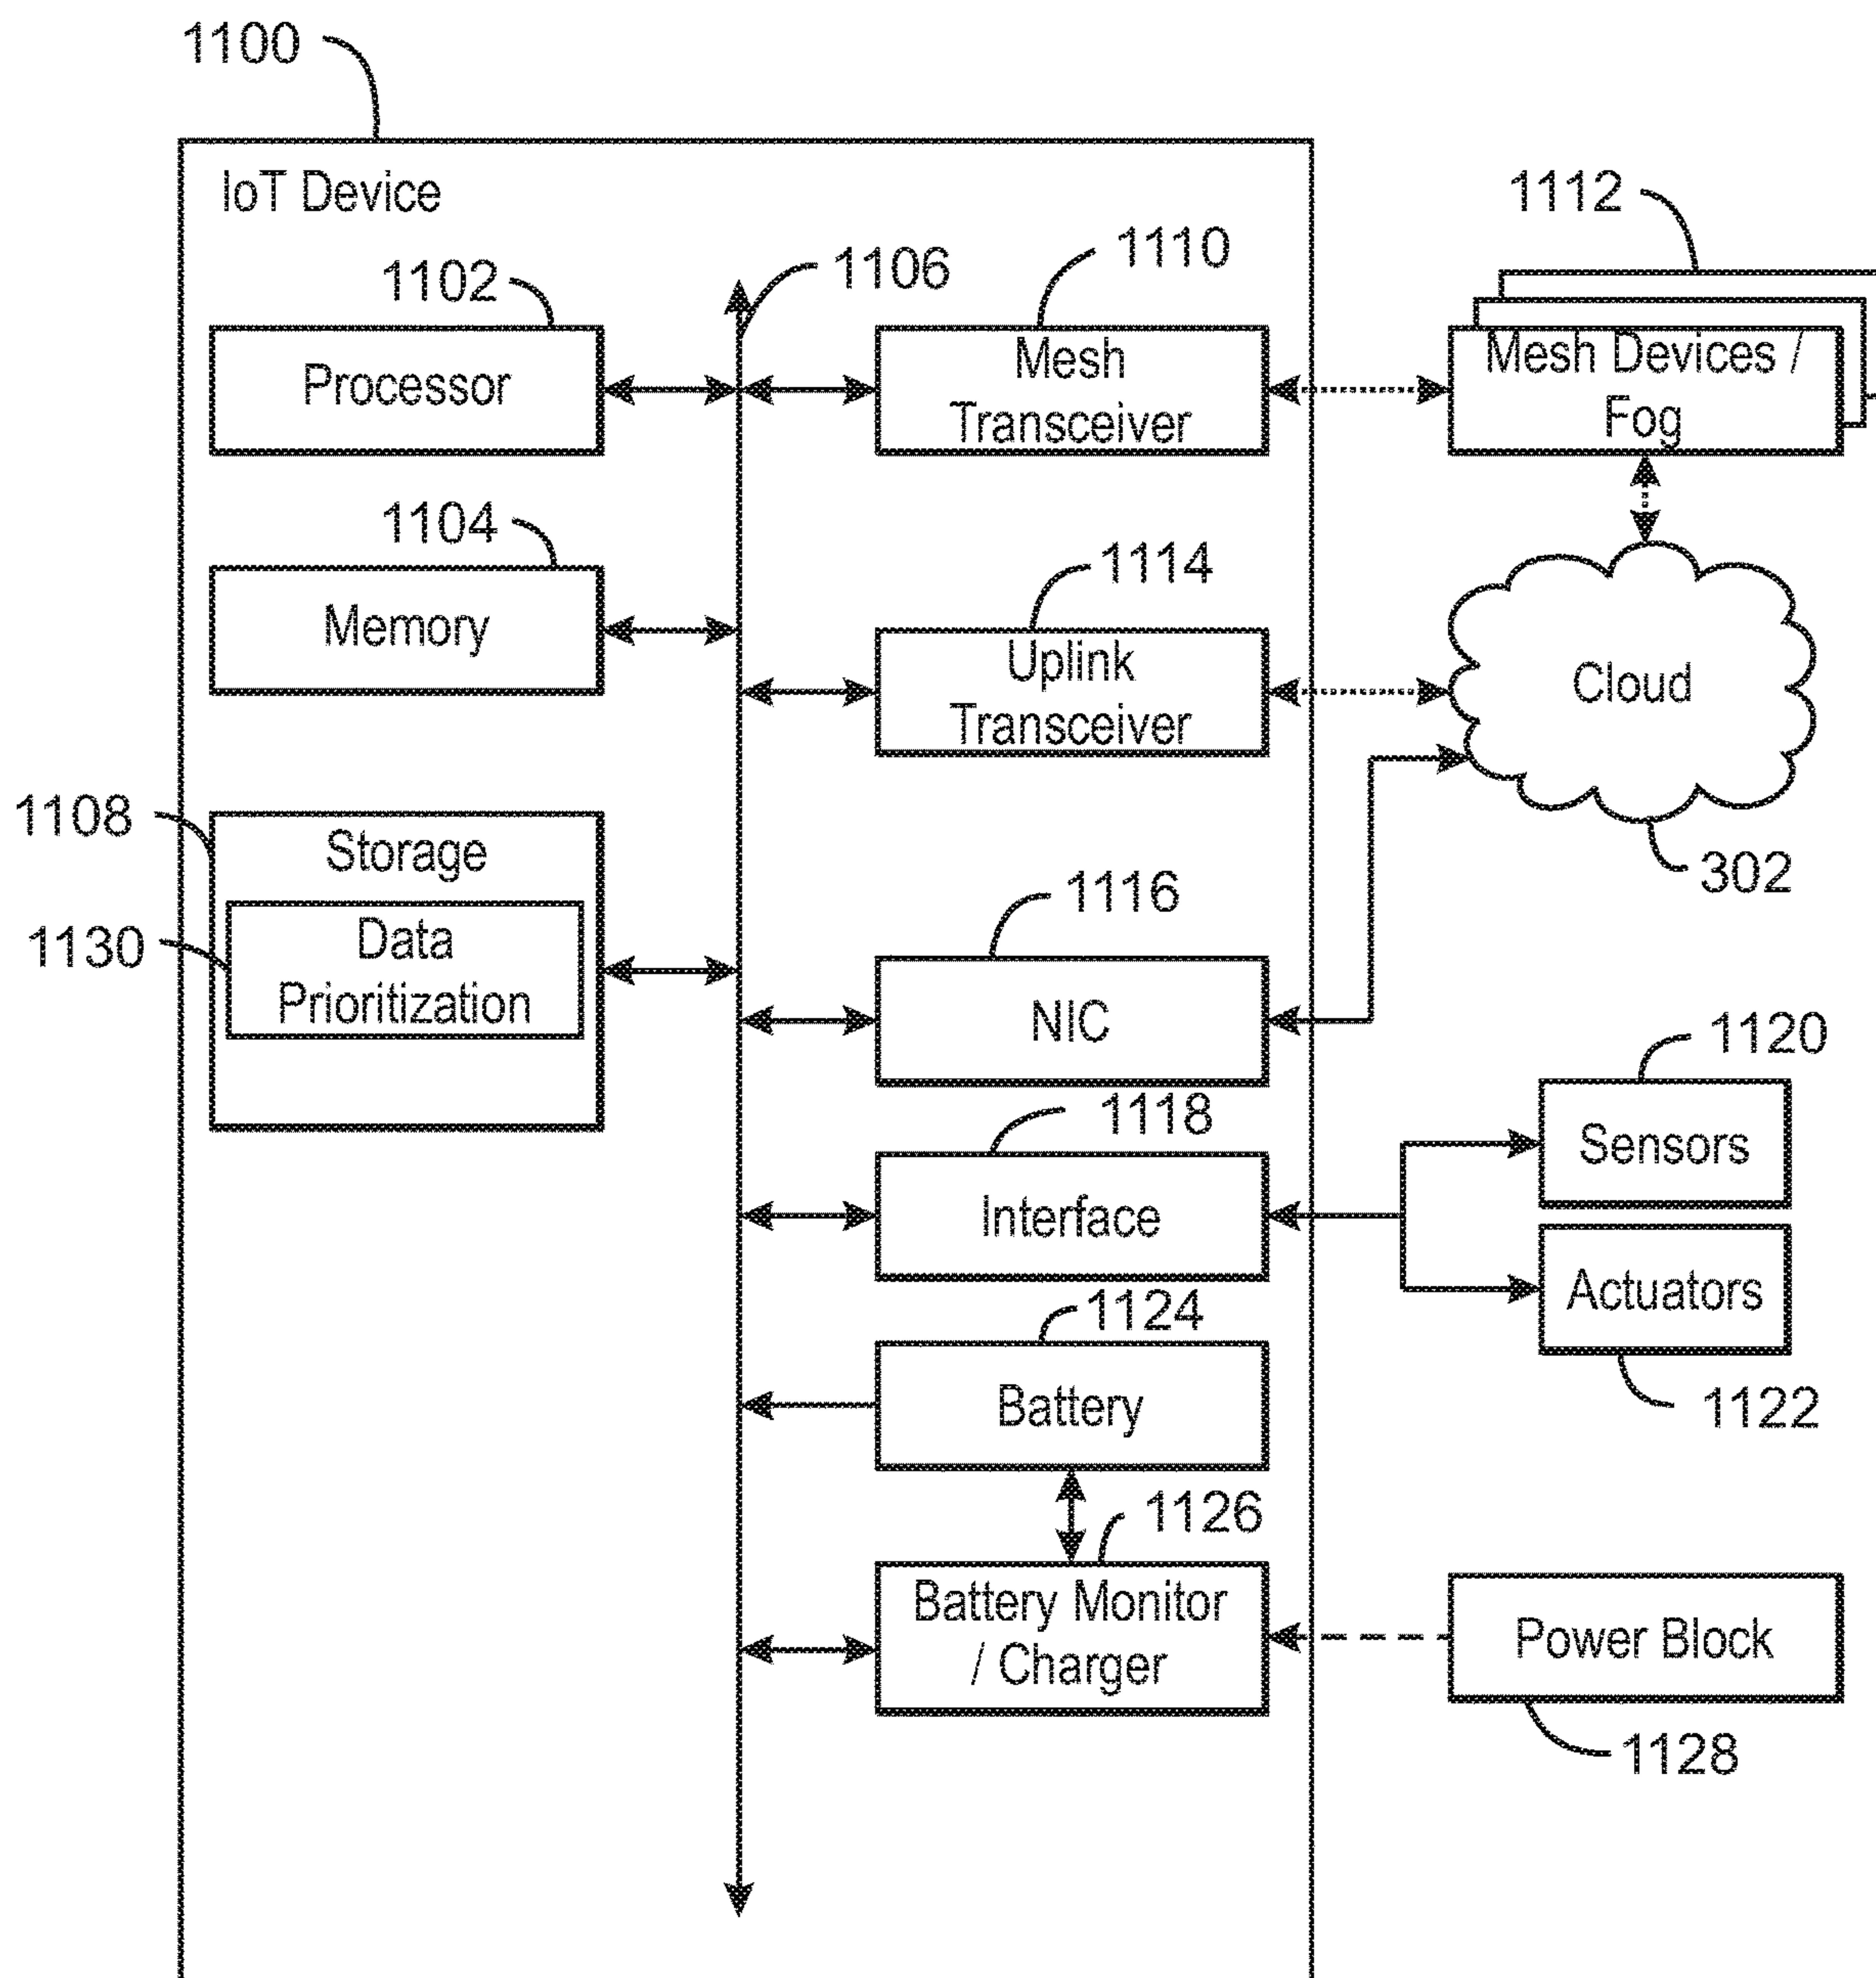 1100
IoT Device
1112
1110
1106
1102
Processor
Mesh
Transceiver
Mesh Devices /
Fog
1104
Memory
1114
Uplink
Transceiver
Cloud
302
1108
Storage
1130
Data
Prioritization
1116
NIC
1120
Sensors
1118
Interface
Actuators
1122
1124
Battery
1126
Battery Monitor
/ Charger
Power Block
1128